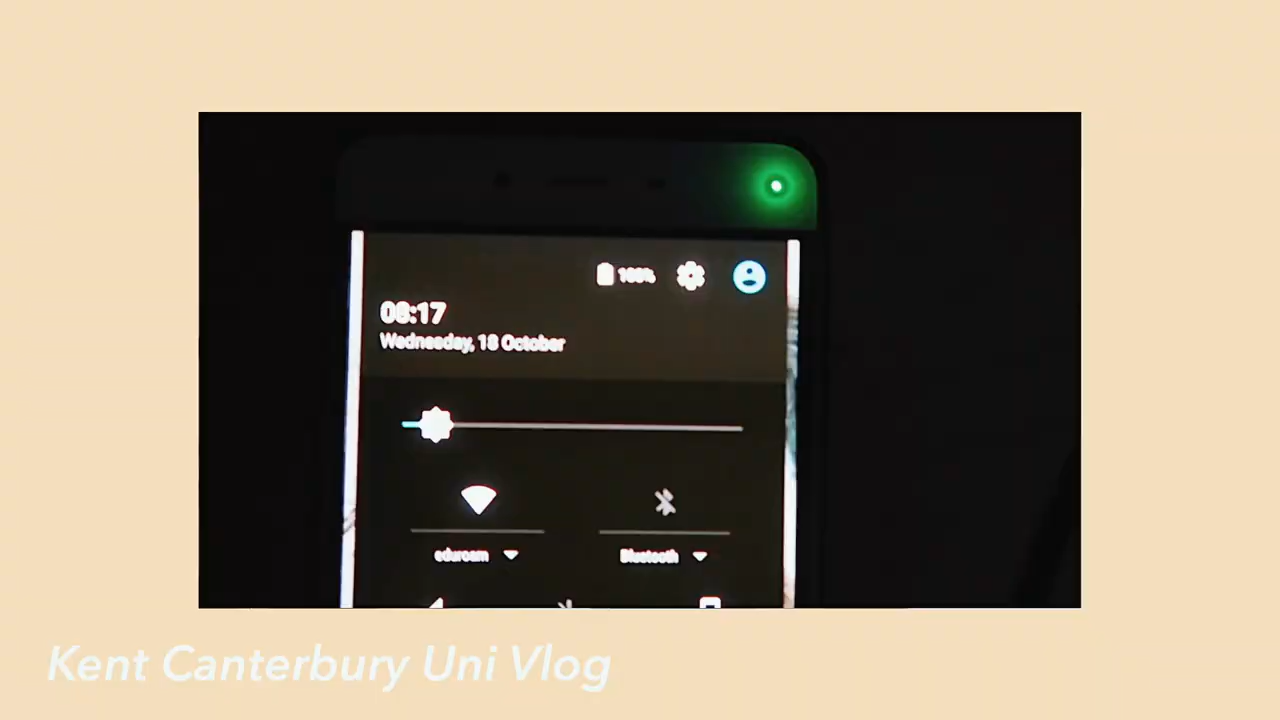 100%
08:17
Wednesday, 18 October
eduroam
Bluetooth
Kent Canterbury Uni Vlog